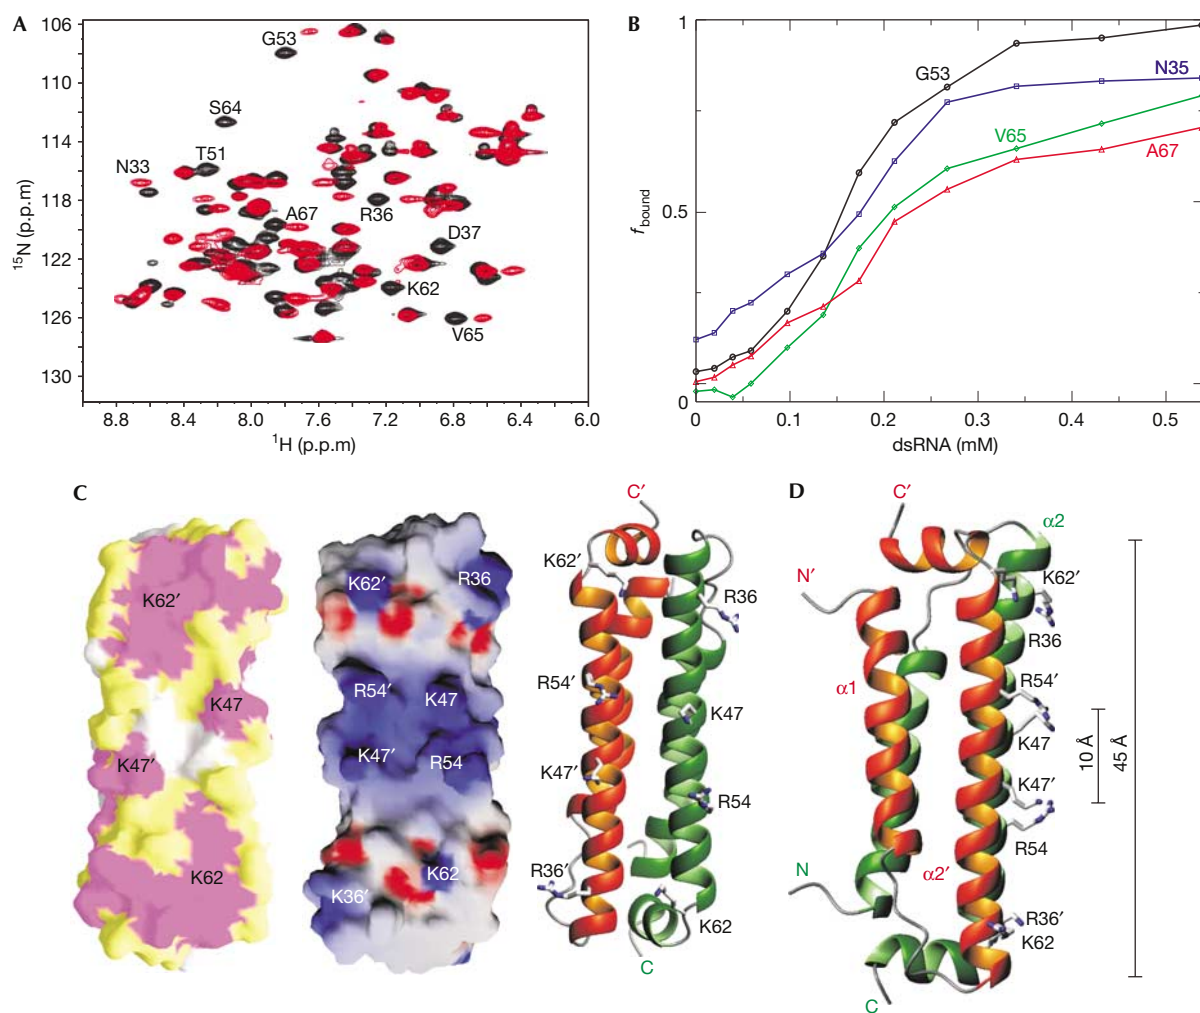 A
106
110
114
118
122
126
130
¹⁵N (p.p.m)
G53
S64
T51
N33
A67
R36
D37
K62
V65
8.8
8.4
8.0
7.6
7.2
6.8
6.4
6.0
¹H (p.p.m)
B
1
0.5
0
f bound
G53
N35
V65
A67
0
0.1
0.2
0.3
0.4
0.5
dsRNA (mM)
C
K62′
K47
K47′
K62
K62′
R36
R54′
K47
K47′
R54
K62
K36′
C′
K62′
R36
R54′
K47
K47′
R54
R36′
K62
C
D
C′
α2
N′
K62′
R36
α1
R54′
K47
K47′
R54
N
α2′
R36′
K62
C
10 Å
45 Å